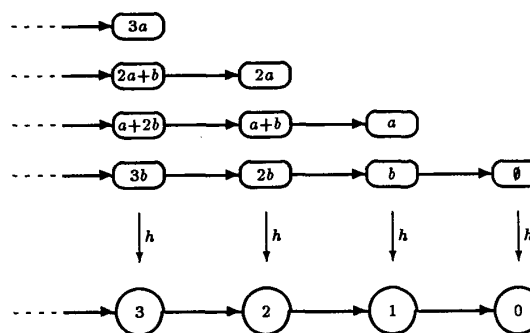 3a
2a+b 2a
a+2b a+b a
3b 2b b ∅
h h h h
3 2 1 0